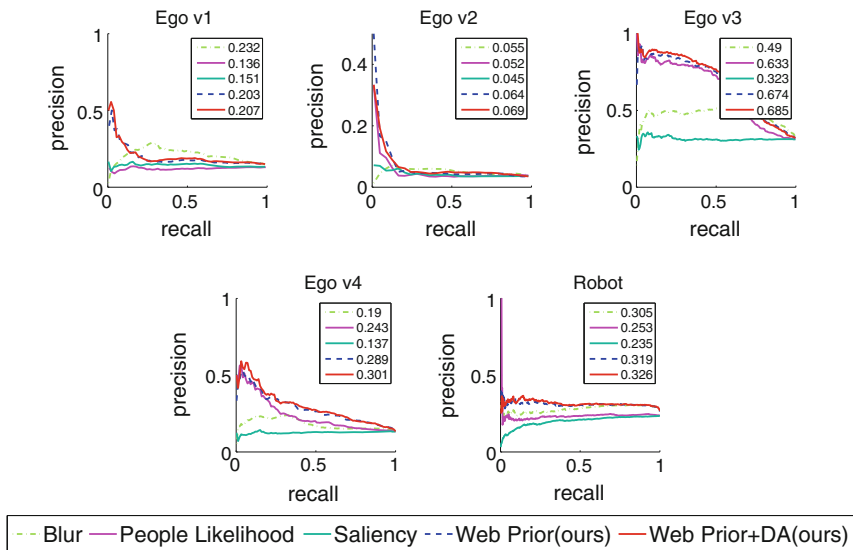 Ego v1
precision
1
0.5
0
0 0.5 1
recall
0.232
0.136
0.151
0.203
0.207
Ego v2
precision
0.4
0.2
0
0 0.5 1
recall
0.055
0.052
0.045
0.064
0.069
Ego v3
precision
1
0.5
0
0 0.5 1
recall
0.49
0.633
0.323
0.674
0.685
Ego v4
precision
1
0.5
0
0 0.5 1
recall
0.19
0.243
0.137
0.289
0.301
Robot
precision
1
0.5
0
0 0.5 1
recall
0.305
0.253
0.235
0.319
0.326
Blur People Likelihood Saliency Web Prior(ours) Web Prior+DA(ours)